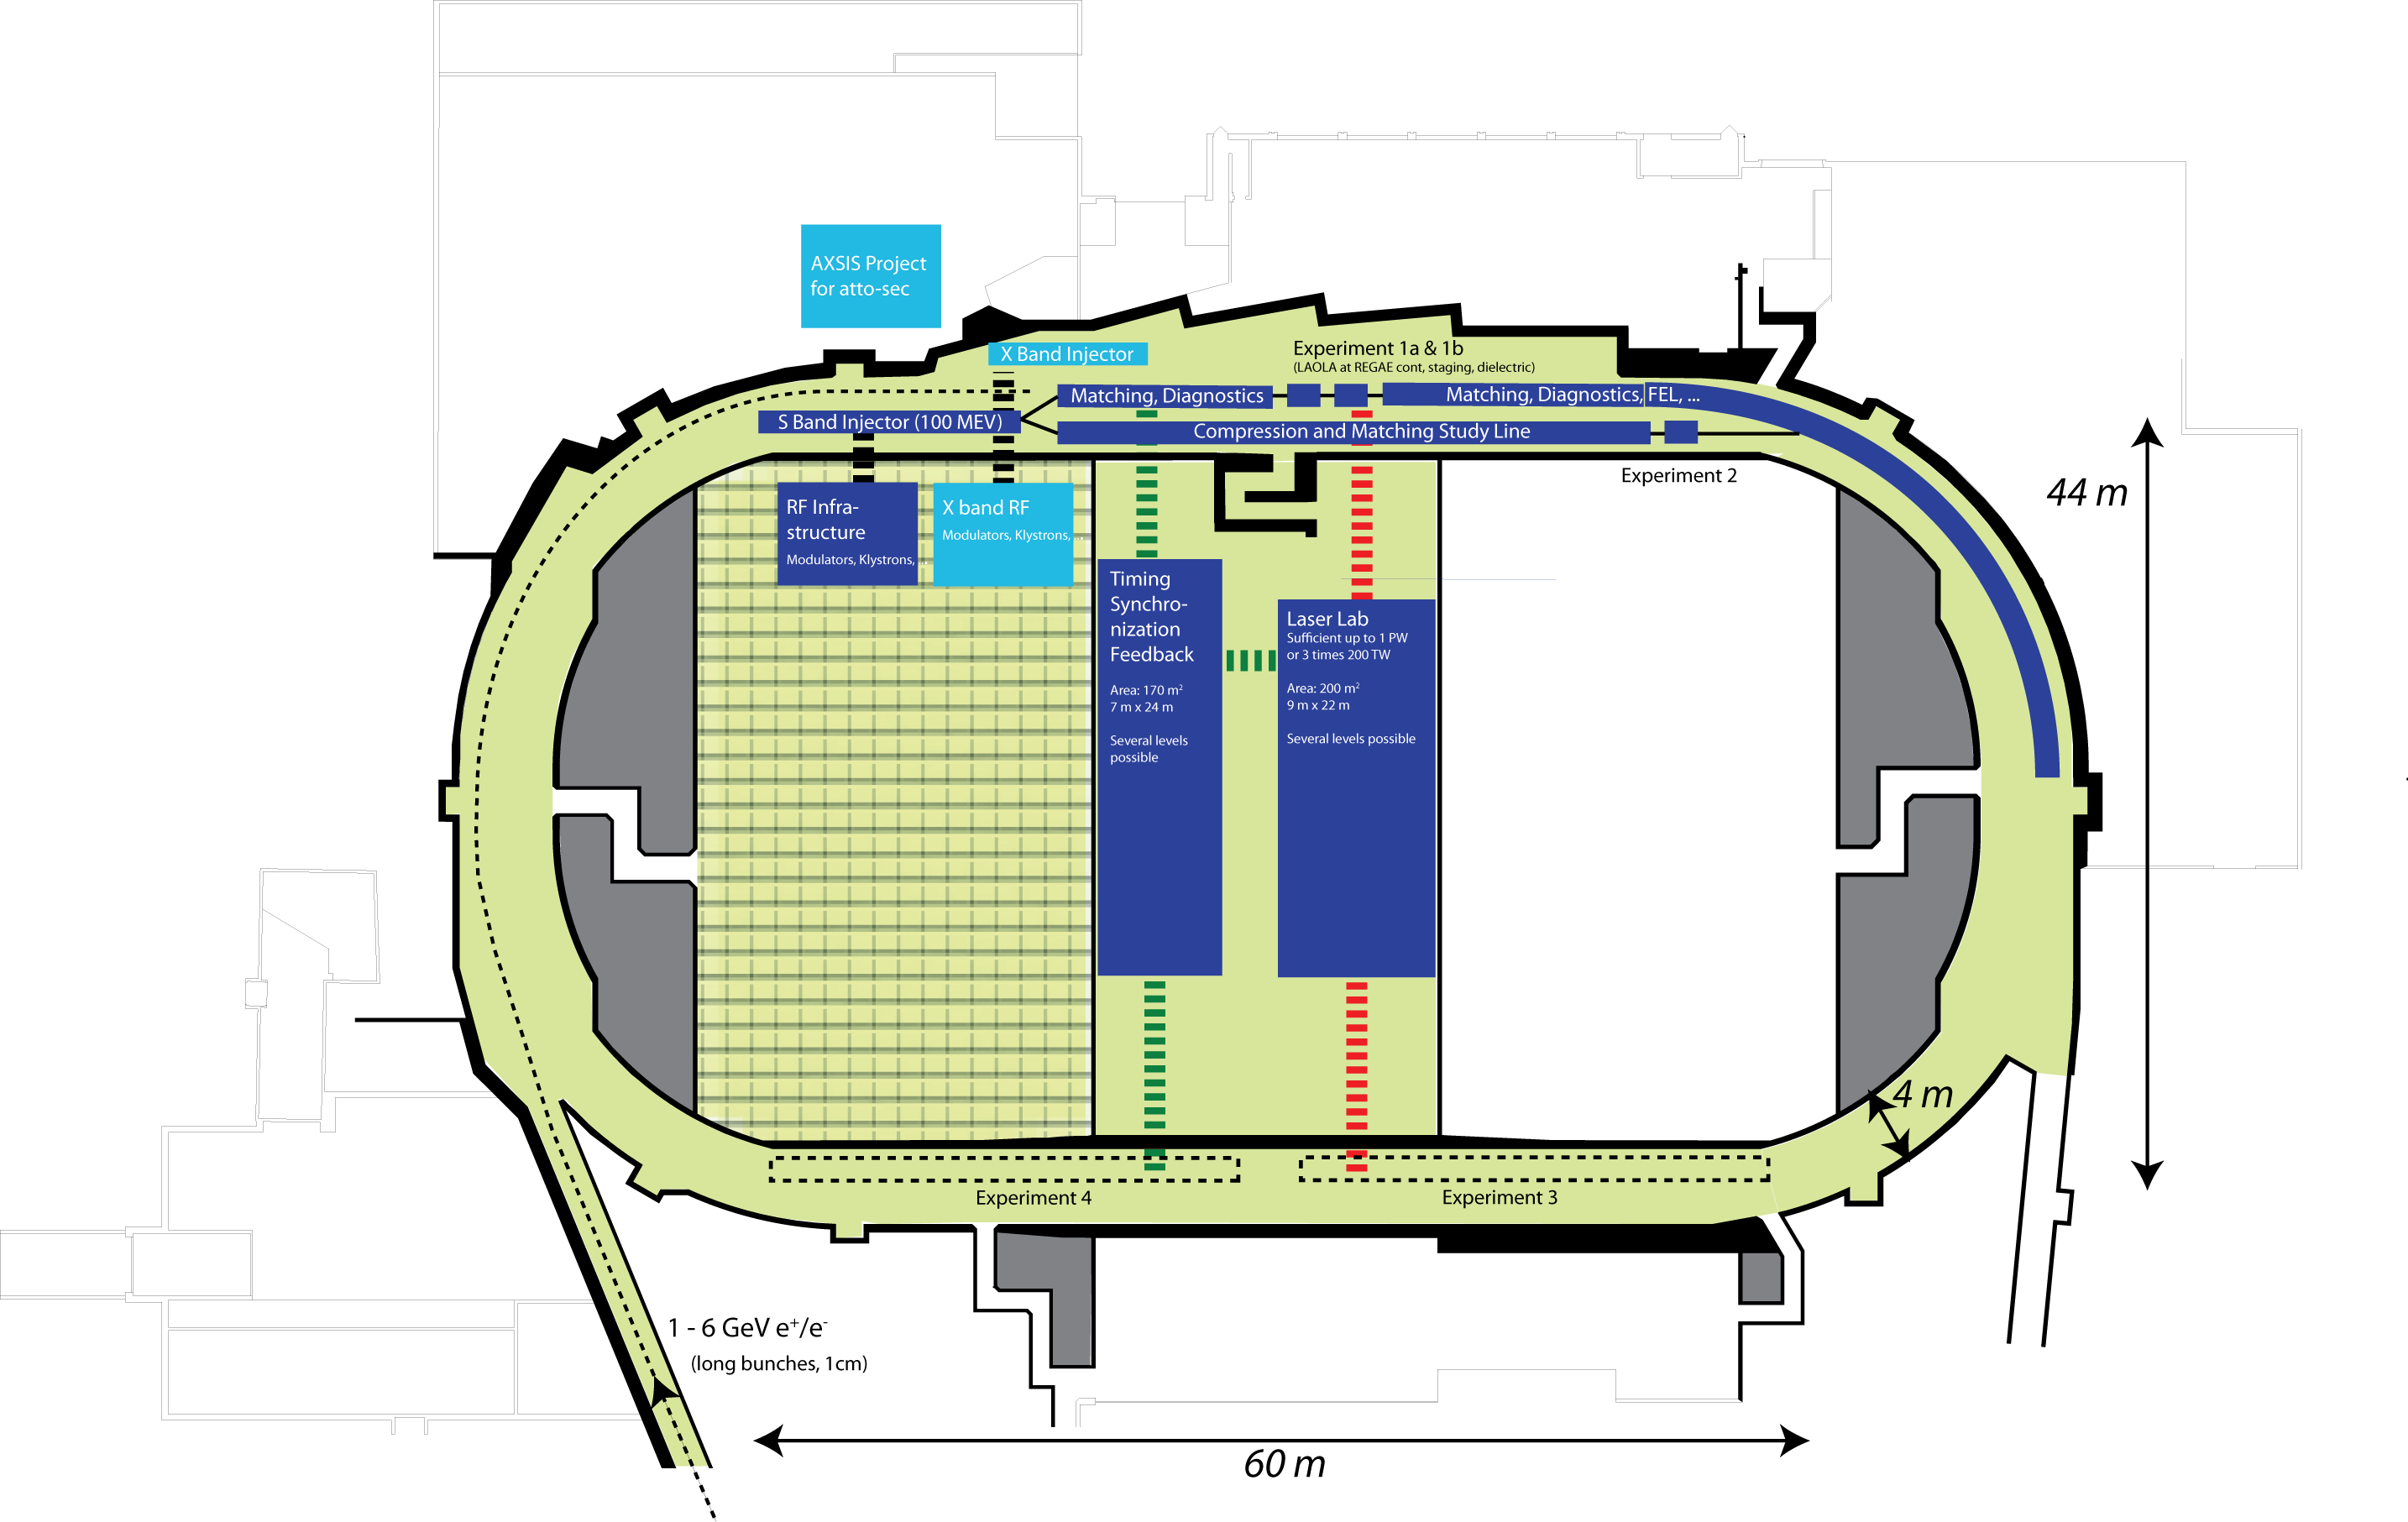 AXSIS Project
for atto-sec
X Band Injector
Experiment 1a & 1b
(LAOLA at REGAE cont, staging, dielectric)
Matching, Diagnostics
Matching, Diagnostics, FEL, ...
S Band Injector (100 MEV)
Compression and Matching Study Line
Experiment 2
44 m
RF Infra-
structure
Modulators, Klystrons, ...
X band RF
Modulators, Klystrons, ...
Timing
Synchro-
nization
Feedback
Area: 170 m²
7 m x 24 m
Several levels
possible
Laser Lab
Sufficient up to 1 PW
or 3 times 200 TW
Area: 200 m²
9 m x 22 m
Several levels possible
4 m
Experiment 4
Experiment 3
1 - 6 GeV e⁺/e⁻
(long bunches, 1cm)
60 m